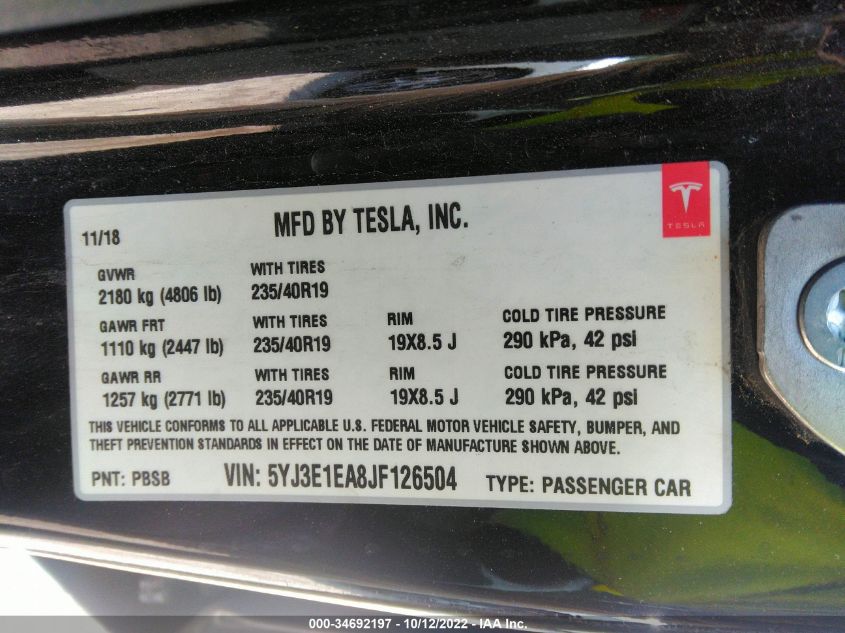 11/18
MFD BY TESLA, INC.
TESLA
GVWR
WITH TIRES
2180 kg (4806 lb)
235/40R19
GAWR FRT
WITH TIRES
RIM
COLD TIRE PRESSURE
1110 kg (2447 lb)
235/40R19
19X8.5 J
290 kPa, 42 psi
GAWR RR
WITH TIRES
RIM
COLD TIRE PRESSURE
1257 kg (2771 lb)
235/40R19
19X8.5 J
290 kPa, 42 psi
THIS VEHICLE CONFORMS TO ALL APPLICABLE U.S. FEDERAL MOTOR VEHICLE SAFETY, BUMPER, AND
THEFT PREVENTION STANDARDS IN EFFECT ON THE DATE OF MANUFACTURE SHOWN ABOVE.
PNT: PBSB
VIN: 5YJ3E1EA8JF126504
TYPE: PASSENGER CAR
000-34692197 - 10/12/2022 - IAA Inc.